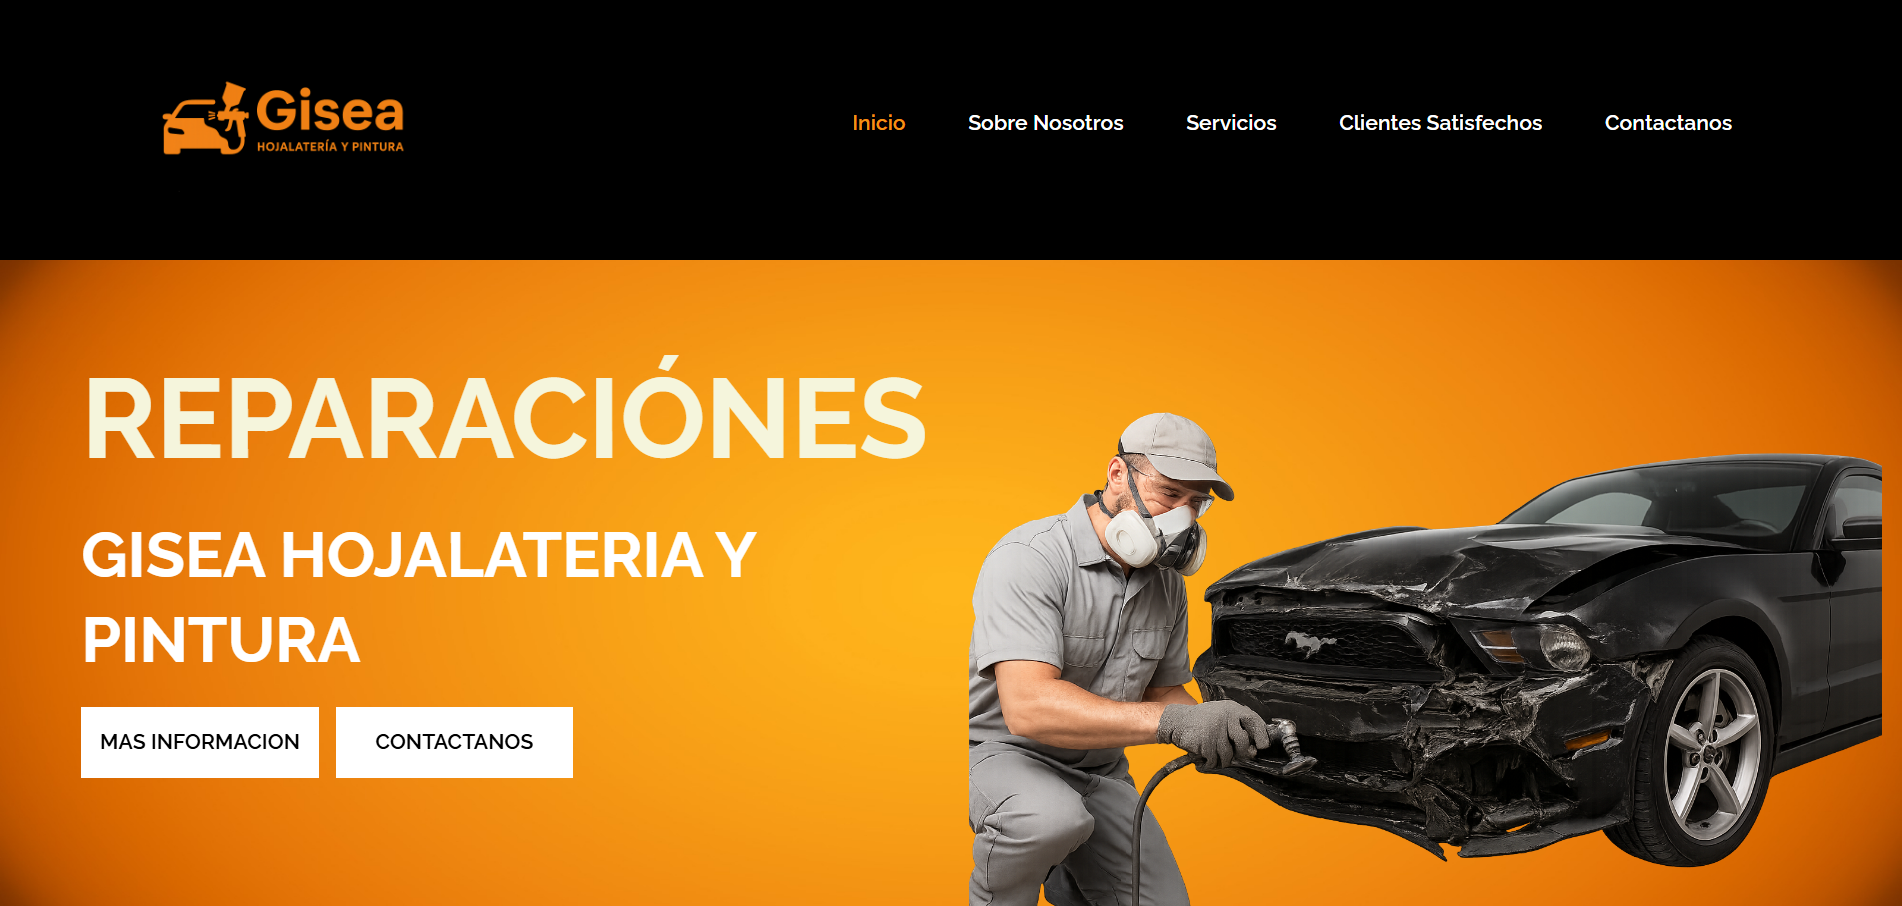 Gisea
HOJALATERÍA Y PINTURA
Inicio
Sobre Nosotros
Servicios
Clientes Satisfechos
Contactanos
REPARACIÓNES
GISEA HOJALATERIA Y
PINTURA
MAS INFORMACION
CONTACTANOS